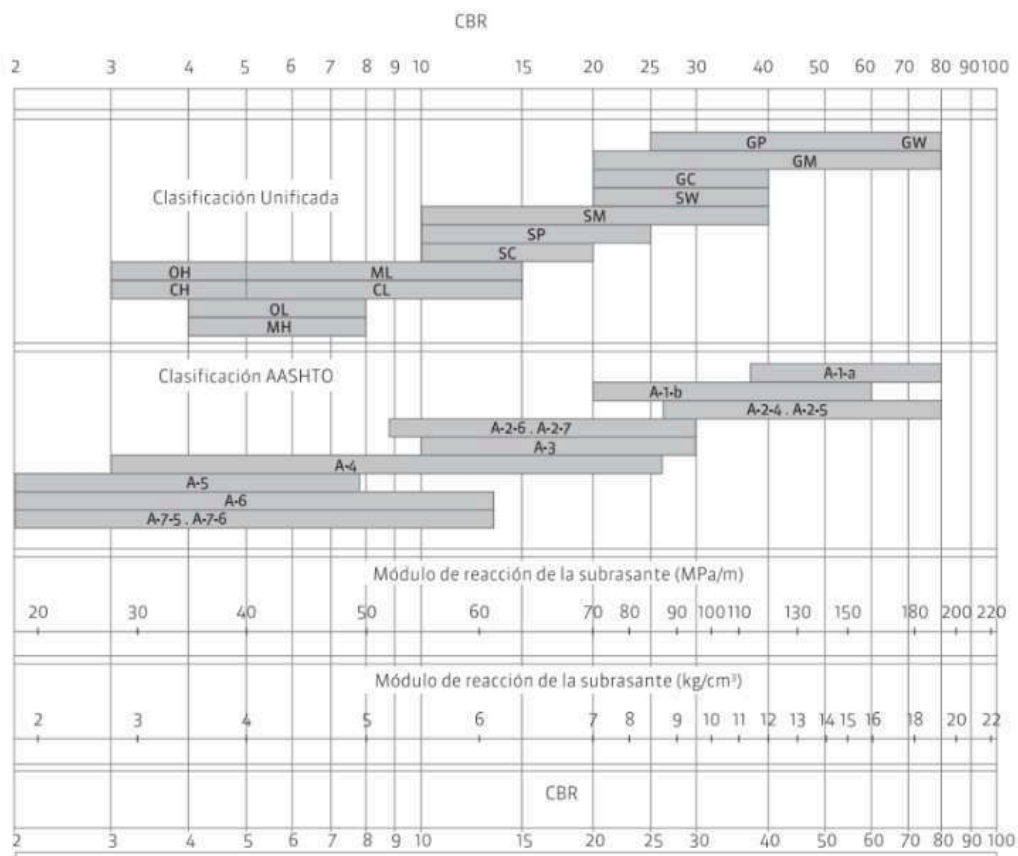 CBR
2 3 4 5 6 7 8 9 10 15 20 25 30 40 50 60 70 80 90 100
GP GW
GM
GC
Clasificación Unificada
SW
SM
SP
SC
OH ML
CH CL
OL
MH
Clasificación AASHTO
A-1-a
A-1-b
A-2-4 . A-2-5
A-2-6 . A-2-7
A-3
A-4
A-5
A-6
A-7-5 . A-7-6
Módulo de reacción de la subrasante (MPa/m)
20 30 40 50 60 70 80 90 100 110 130 150 180 200 220
Módulo de reacción de la subrasante (kg/cm³)
2 3 4 5 6 7 8 9 10 11 12 13 14 15 16 18 20 22
CBR
2 3 4 5 6 7 8 9 10 15 20 25 30 40 50 60 70 80 90 100